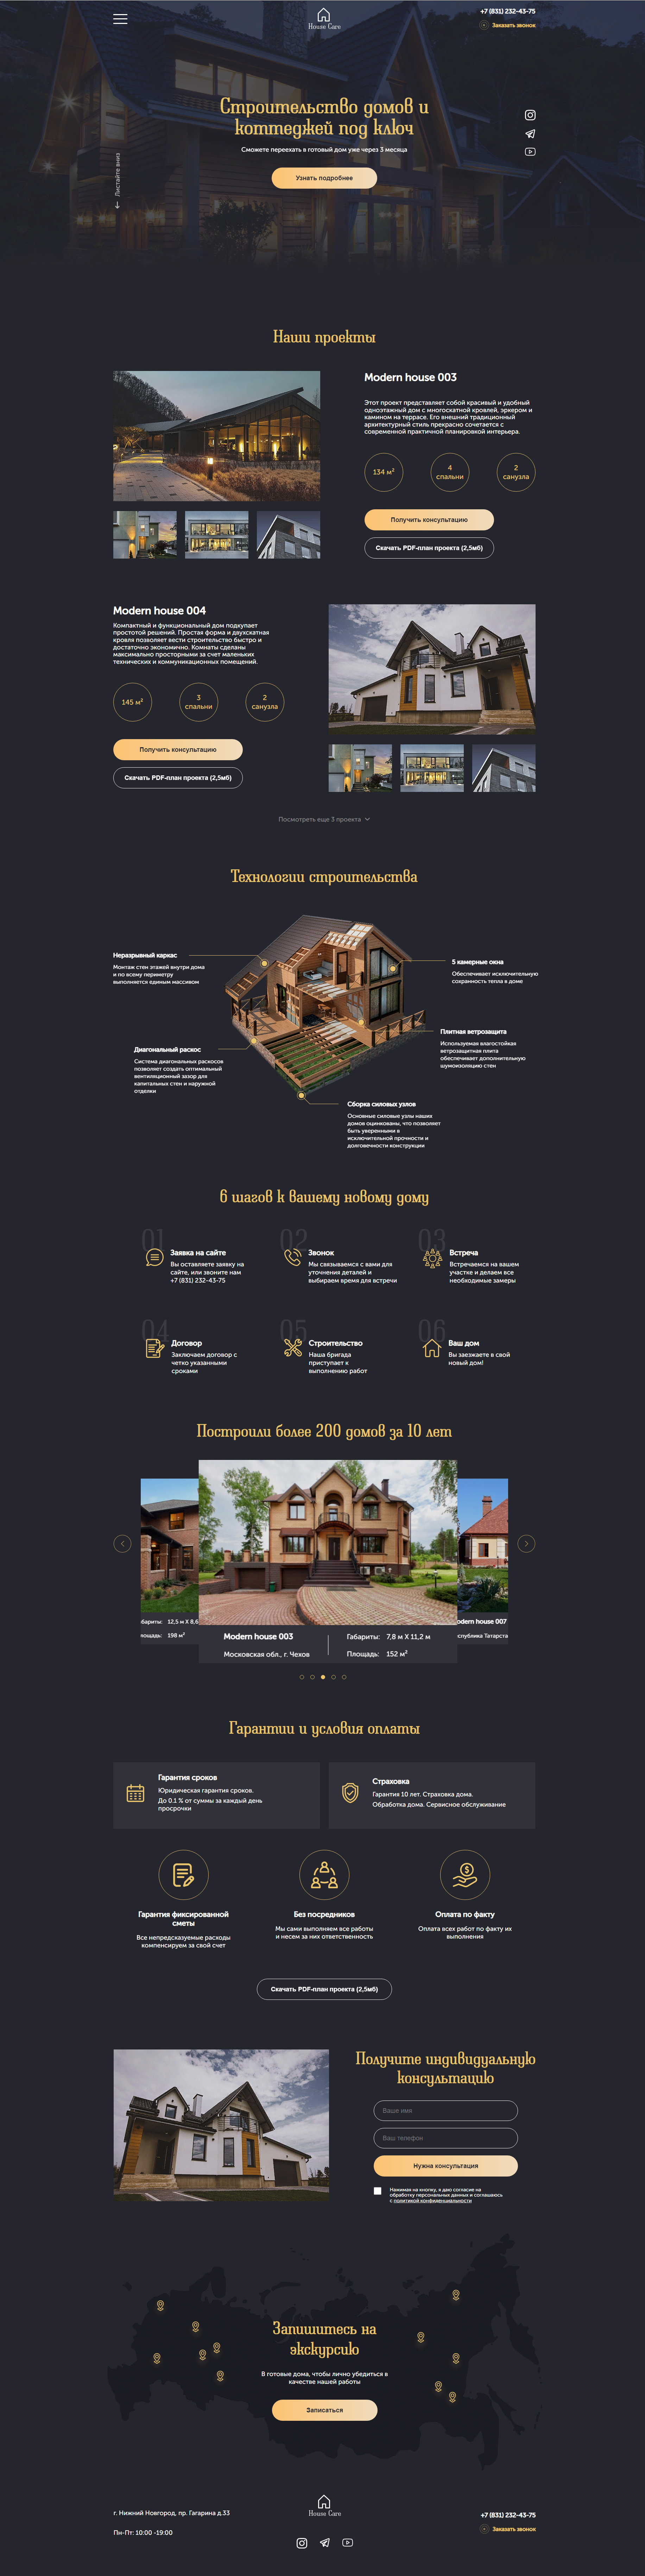 House Care
+7 (831) 232-43-75
Заказать звонок
Строительство домов и
коттеджей под ключ
Сможете переехать в готовый дом уже через 3 месяца
Узнать подробнее
Листайте вниз
Наши проекты
Modern house 003
Этот проект представляет собой красивый и удобный
одноэтажный дом с многоскатной кровлей, эркером и
камином на террасе. Его внешний традиционный
архитектурный стиль прекрасно сочетается с
современной практичной планировкой интерьера.
134 м²
4
спальни
2
санузла
Получить консультацию
Скачать PDF-план проекта (2,5мб)
Modern house 004
Компактный и функциональный дом подкупает
простотой решений. Простая форма и двухскатная
кровля позволяет вести строительство быстро и
достаточно экономично. Комнаты сделаны
максимально просторными за счет маленьких
технических и коммуникационных помещений.
145 м²
3
спальни
2
санузла
Получить консультацию
Скачать PDF-план проекта (2,5мб)
Посмотреть еще 3 проекта
Технологии строительства
Неразрывный каркас
Монтаж стен этажей внутри дома
и по всему периметру
выполняется единым массивом
5 камерные окна
Обеспечивает исключительную
сохранность тепла в доме
Плитная ветрозащита
Используемая влагостойкая
ветрозащитная плита
обеспечивает дополнительную
шумоизоляцию стен
Диагональный раскос
Система диагональных раскосов
позволяет создать оптимальный
вентиляционный зазор для
капитальных стен и наружной
отделки
Сборка силовых узлов
Основные силовые узлы наших
домов оцинкованы, что позволяет
быть уверенными в
исключительной прочности и
долговечности конструкции
6 шагов к вашему новому дому
01
Заявка на сайте
Вы оставляете заявку на
сайте, или звоните нам
+7 (831) 232-43-75
02
Звонок
Мы связываемся с вами для
уточнения деталей и
выбираем время для встречи
03
Встреча
Встречаемся на вашем
участке и делаем все
необходимые замеры
04
Договор
Заключаем договор с
четко указанными
сроками
05
Строительство
Наша бригада
приступает к
выполнению работ
06
Ваш дом
Вы заезжаете в свой
новый дом!
Построили более 200 домов за 10 лет
бариты: 12,5 м X 8,6
лощадь: 198 м²
Modern house 003
Московская обл., г. Чехов
Габариты: 7,8 м X 11,2 м
Площадь: 152 м²
odern house 007
спублика Татарста
Гарантии и условия оплаты
Гарантия сроков
Юридическая гарантия сроков.
До 0.1 % от суммы за каждый день
просрочки
Страховка
Гарантия 10 лет. Страховка дома.
Обработка дома. Сервисное обслуживание
Гарантия фиксированной
сметы
Все непредсказуемые расходы
компенсируем за свой счет
Без посредников
Мы сами выполняем все работы
и несем за них ответственность
Оплата по факту
Оплата всех работ по факту их
выполнения
Скачать PDF-план проекта (2,5мб)
Получите индивидуальную
консультацию
Ваше имя
Ваш телефон
Нужна консультация
Нажимая на кнопку, я даю согласие на
обработку персональных данных и соглашаюсь
с политикой конфиденциальности
Запишитесь на
экскурсию
В готовые дома, чтобы лично убедиться в
качестве нашей работы
Записаться
г. Нижний Новгород, пр. Гагарина д.33
Пн-Пт: 10:00 -19:00
House Care
+7 (831) 232-43-75
Заказать звонок